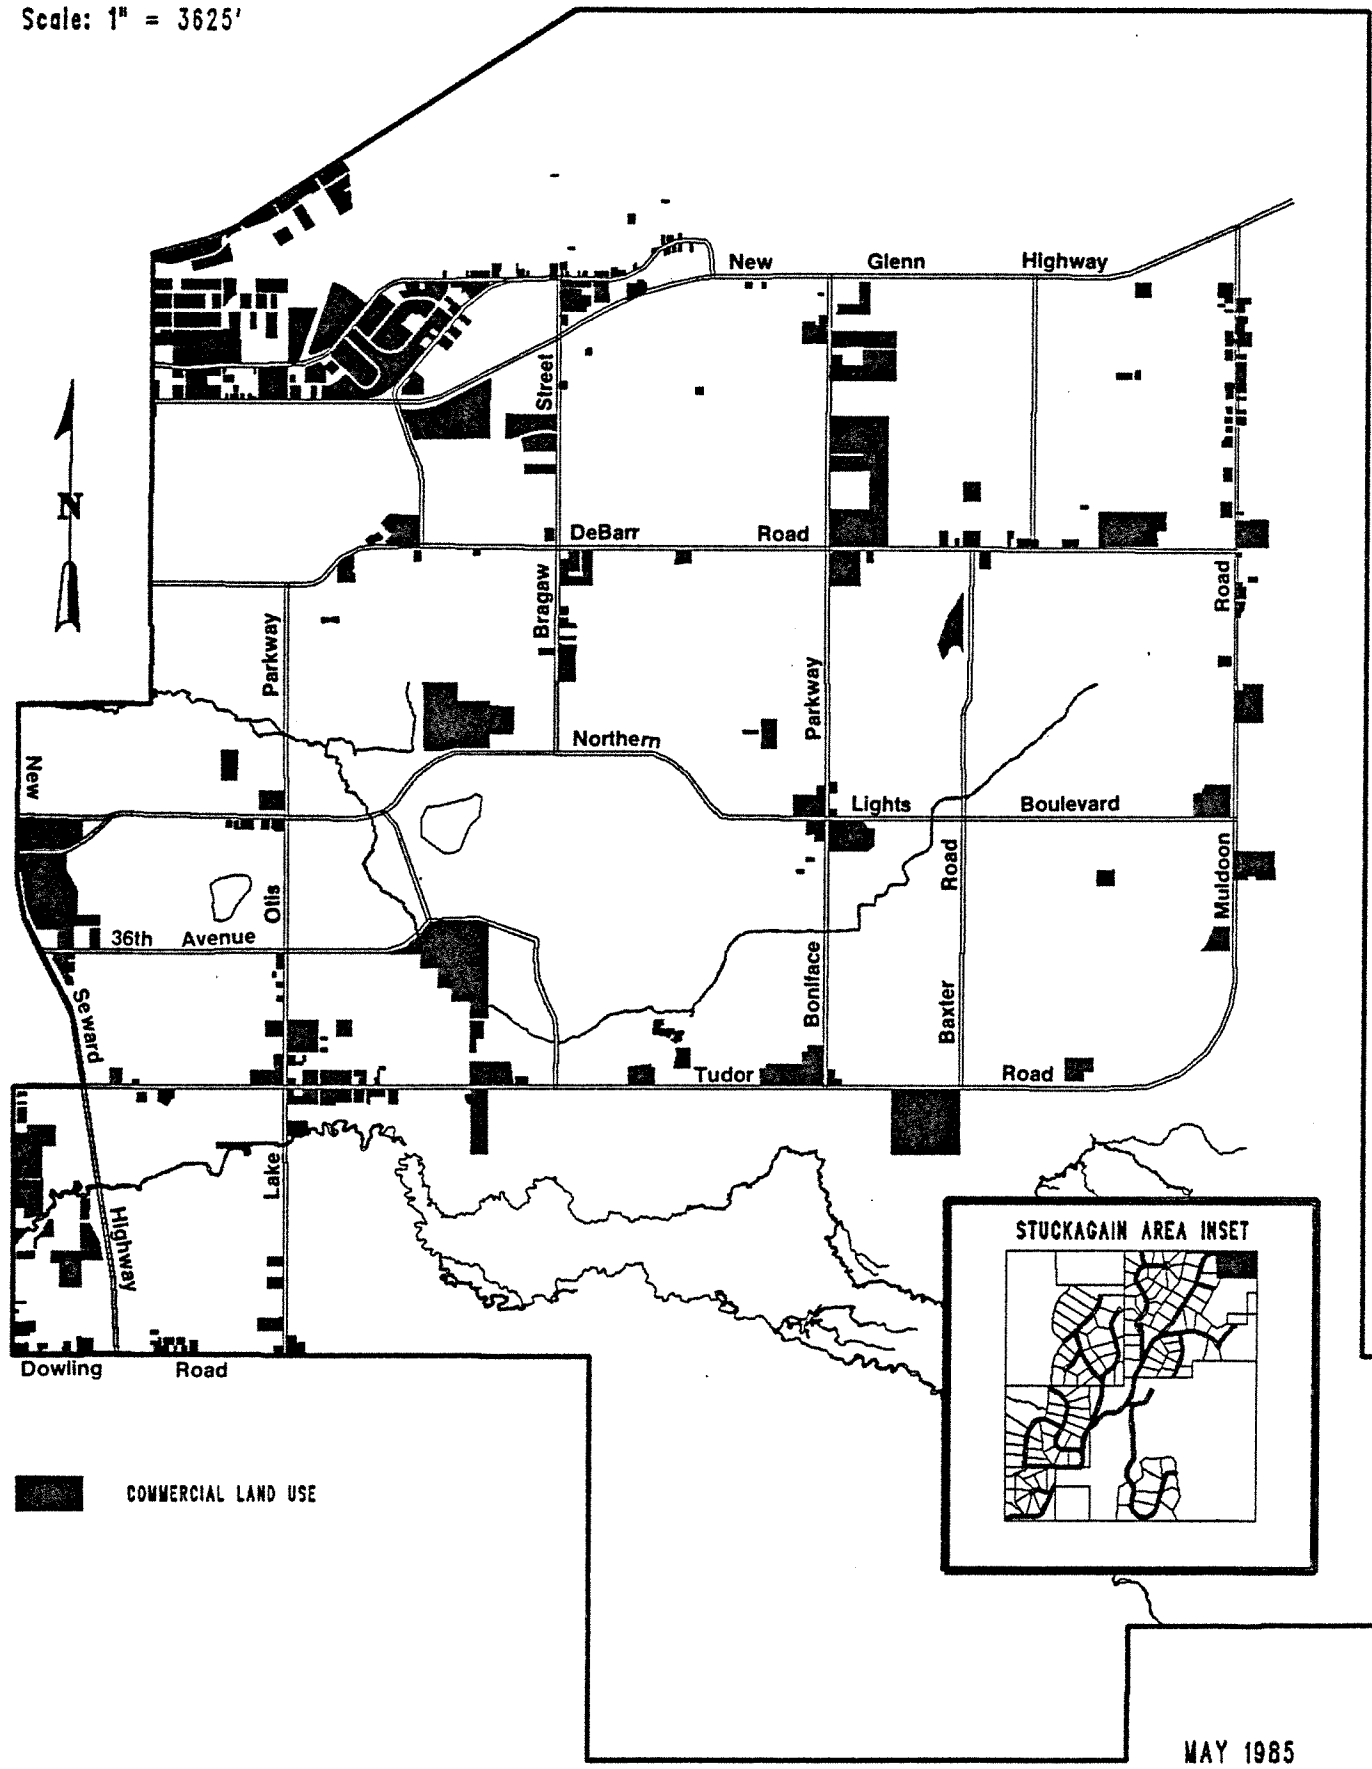 Scale: 1" = 3625'
New Glenn Highway
Street
N
DeBarr Road
Bragaw
Road
Parkway
Parkway
Northern
New
Lights Boulevard
Road
Muldoon
Otis
36th Avenue
Boniface
Baxter
Seward
Tudor Road
Lake
Highway
STUCKAGAIN AREA INSET
Dowling Road
COMMERCIAL LAND USE
MAY 1985